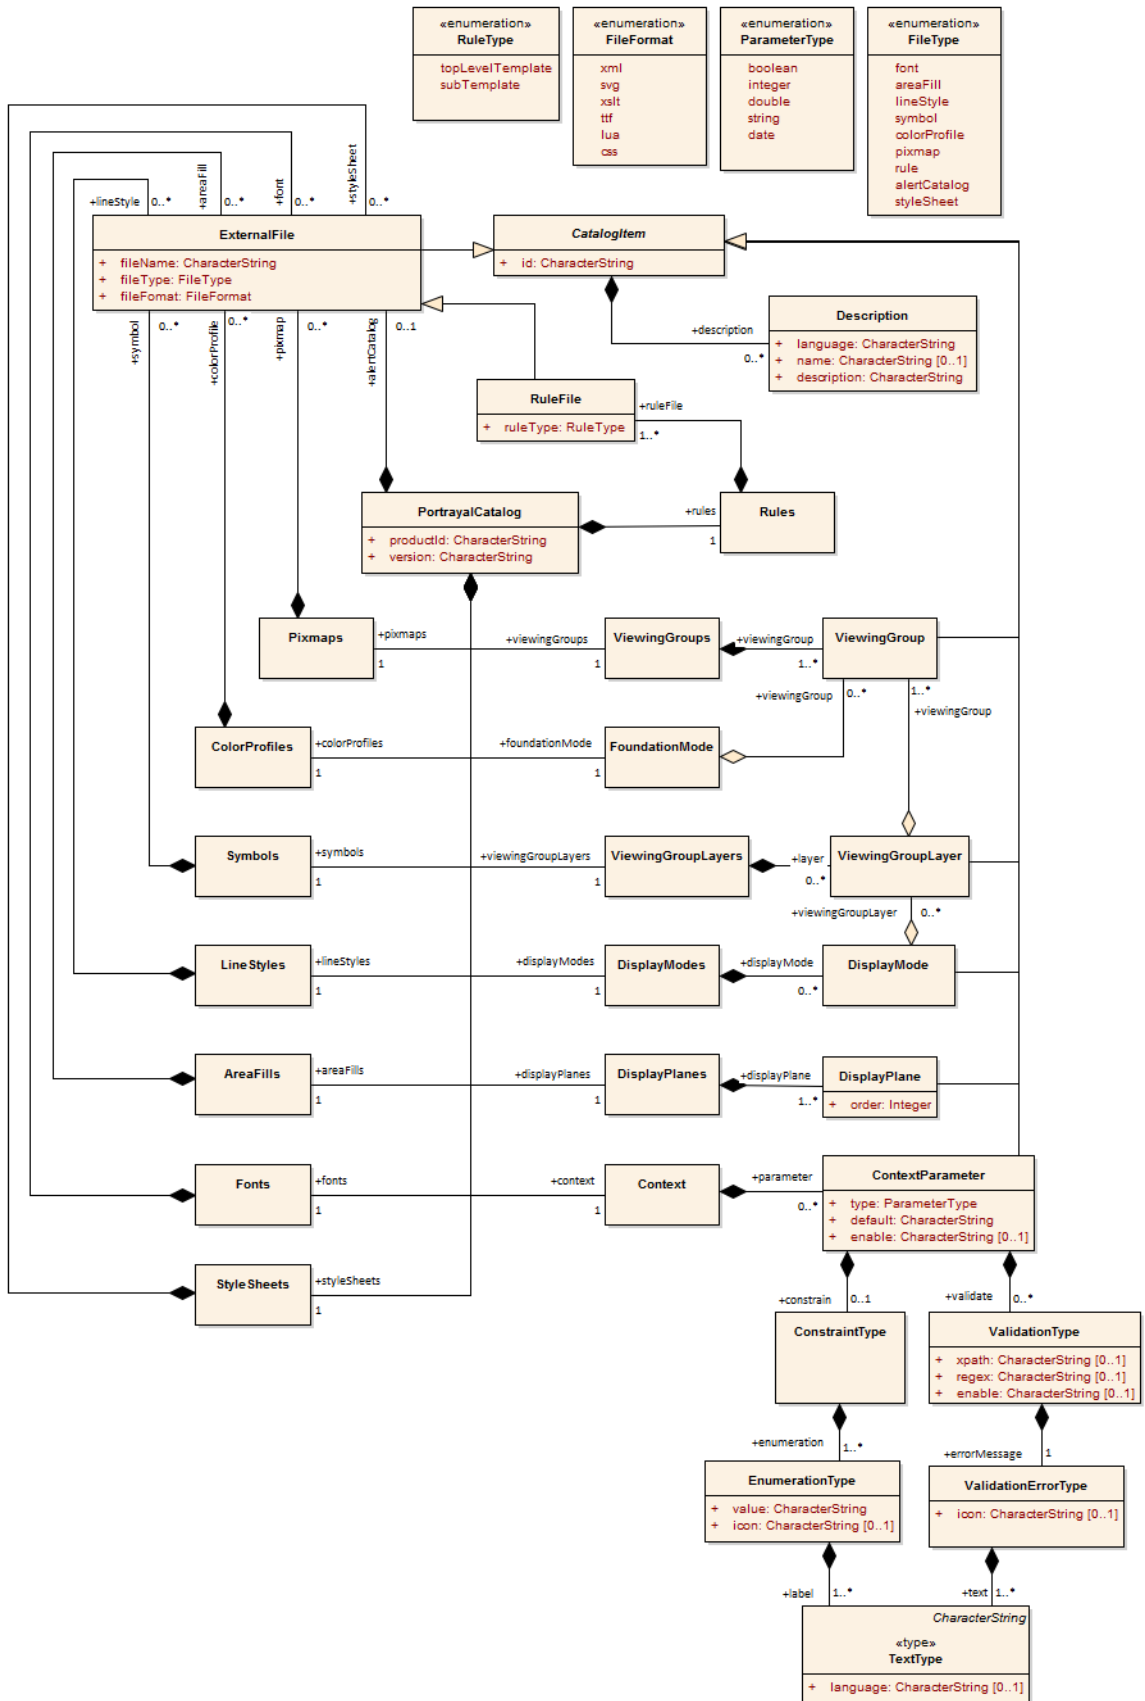 «enumeration»
RuleType
topLevelTemplate
subTemplate
«enumeration»
FileFormat
xml
svg
xslt
ttf
lua
css
«enumeration»
ParameterType
boolean
integer
double
string
date
«enumeration»
FileType
font
areaFill
lineStyle
symbol
colorProfile
pixmap
rule
alertCatalog
styleSheet
+lineStyle
0..*
+areaFill
0..*
+font
0..*
+styleSheet
0..*
ExternalFile
+ fileName: CharacterString
+ fileType: FileType
+ fileFomat: FileFormat
CatalogItem
+ id: CharacterString
+symbol
0..*
+colorProfile
0..*
+pixmap
0..*
+alertCatalog
0..1
+description
0..*
Description
+ language: CharacterString
+ name: CharacterString [0..1]
+ description: CharacterString
RuleFile
+ ruleType: RuleType
+ruleFile
1..*
PortrayalCatalog
+ productId: CharacterString
+ version: CharacterString
+rules
1
Rules
Pixmaps
+pixmaps
1
+viewingGroups
1
ViewingGroups
+viewingGroup
1..*
ViewingGroup
+viewingGroup
0..*
1..*
+viewingGroup
ColorProfiles
+colorProfiles
1
+foundationMode
1
FoundationMode
Symbols
+symbols
1
+viewingGroupLayers
1
ViewingGroupLayers
+layer
0..*
ViewingGroupLayer
+viewingGroupLayer
0..*
LineStyles
+lineStyles
1
+displayModes
1
DisplayModes
+displayMode
0..*
DisplayMode
AreaFills
+areaFills
1
+displayPlanes
1
DisplayPlanes
+displayPlane
1..*
DisplayPlane
+ order: Integer
Fonts
+fonts
1
+context
1
Context
+parameter
0..*
ContextParameter
+ type: ParameterType
+ default: CharacterString
+ enable: CharacterString [0..1]
StyleSheets
+styleSheets
1
+constrain
0..1
+validate
0..*
ConstraintType
ValidationType
+ xpath: CharacterString [0..1]
+ regex: CharacterString [0..1]
+ enable: CharacterString [0..1]
+enumeration
1..*
+errorMessage
1
EnumerationType
+ value: CharacterString
+ icon: CharacterString [0..1]
ValidationErrorType
+ icon: CharacterString [0..1]
+label
1..*
+text
1..*
CharacterString
«type»
TextType
+ language: CharacterString [0..1]